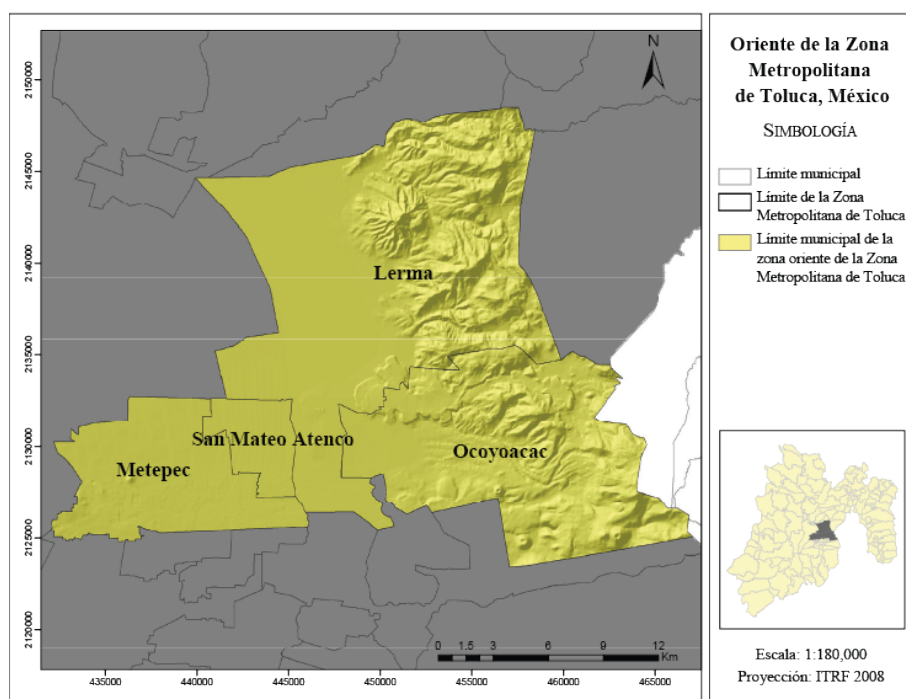 Oriente de la Zona
Metropolitana
de Toluca, México
SIMBOLOGÍA
Límite municipal
Límite de la Zona
Metropolitana de Toluca
Límite municipal de la
zona oriente de la Zona
Metropolitana de Toluca
Escala: 1:180,000
Proyección: ITRF 2008
N
Lerma
San Mateo Atenco
Ocoyoacac
Metepec
2150000
2145000
2140000
2135000
2130000
2125000
2120000
0 1.5 3 6 9 12
Km
435000 440000 445000 450000 455000 460000 465000